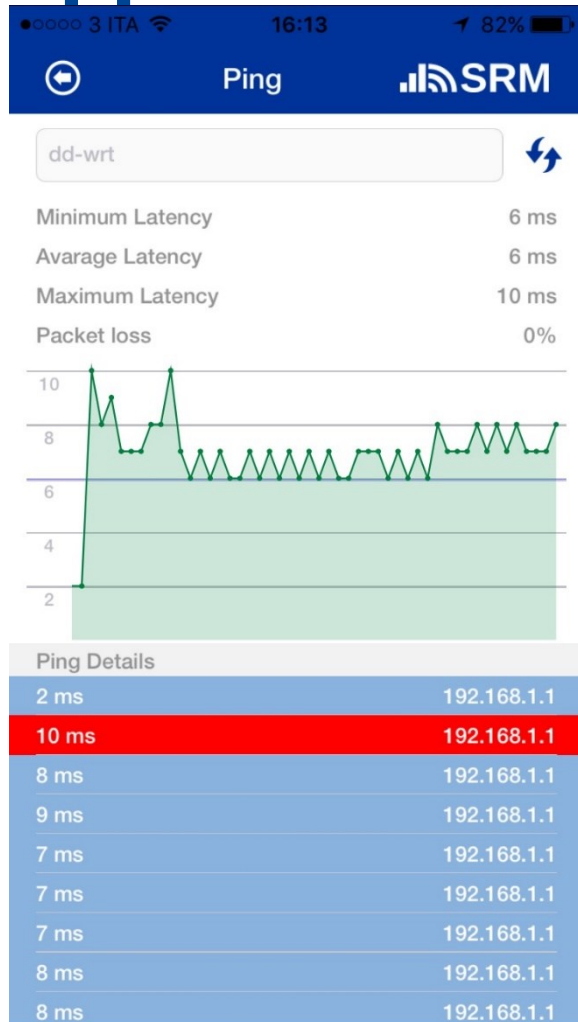 3 ITA 16:13 82%
Ping SRM
dd-wrt
Minimum Latency 6 ms
Avarage Latency 6 ms
Maximum Latency 10 ms
Packet loss 0%
10
8
6
4
2
Ping Details
2 ms 192.168.1.1
10 ms 192.168.1.1
8 ms 192.168.1.1
9 ms 192.168.1.1
7 ms 192.168.1.1
7 ms 192.168.1.1
7 ms 192.168.1.1
8 ms 192.168.1.1
8 ms 192.168.1.1